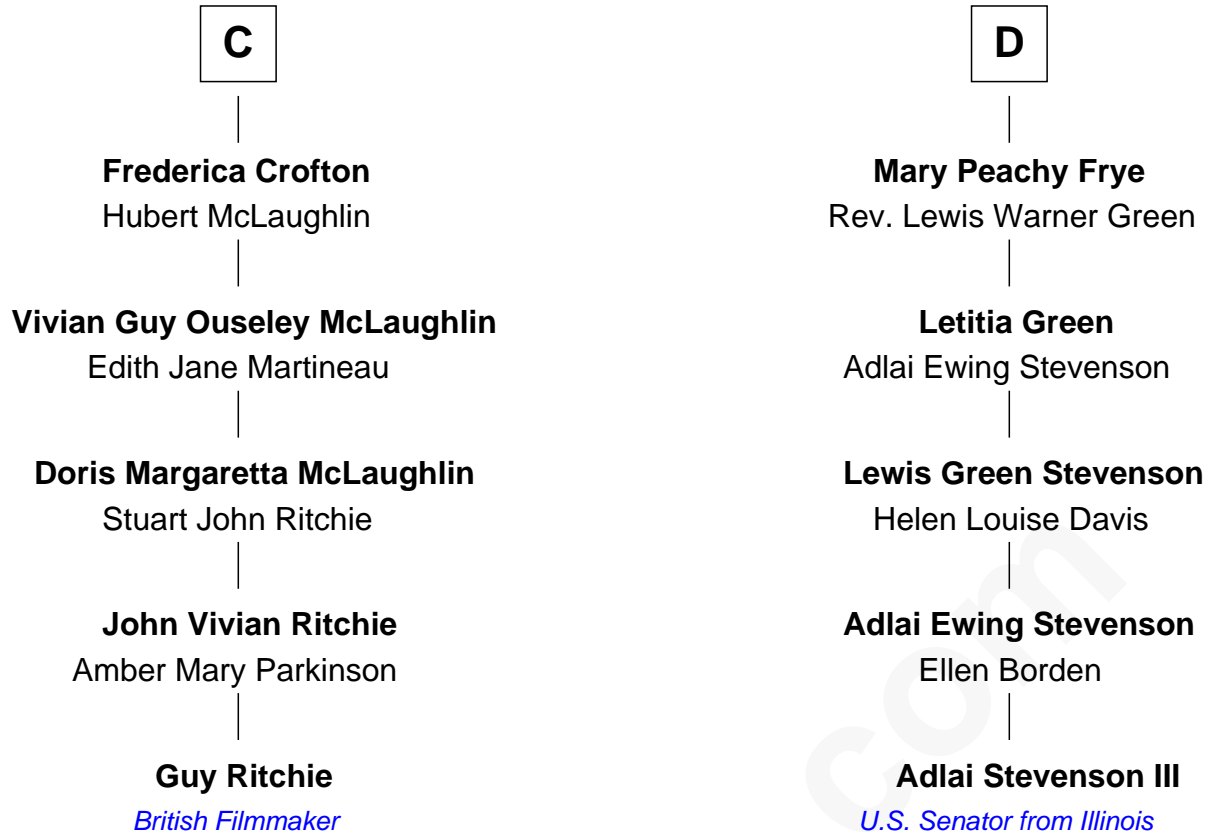 C
Frederica Crofton
Hubert McLaughlin
Vivian Guy Ouseley McLaughlin
Edith Jane Martineau
Doris Margaretta McLaughlin
Stuart John Ritchie
John Vivian Ritchie
Amber Mary Parkinson
Guy Ritchie
British Filmmaker
D
Mary Peachy Frye
Rev. Lewis Warner Green
Letitia Green
Adlai Ewing Stevenson
Lewis Green Stevenson
Helen Louise Davis
Adlai Ewing Stevenson
Ellen Borden
Adlai Stevenson III
U.S. Senator from Illinois
com